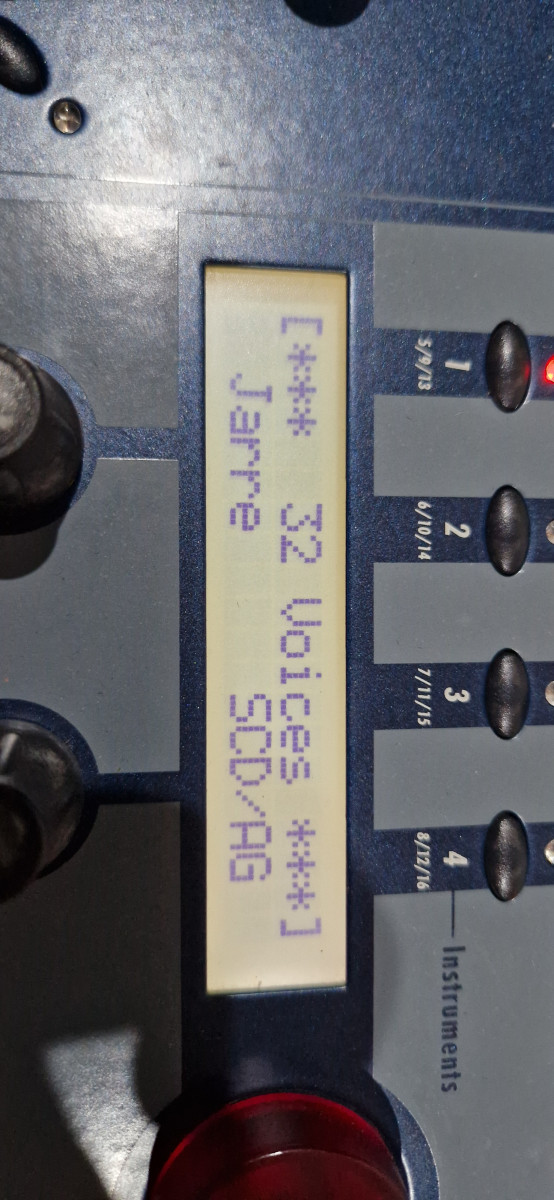 [*** 32 Voices ***]
Jarre SCD/AG
1
5/9/13
2
6/10/14
3
7/11/15
4
8/12/16
Instruments